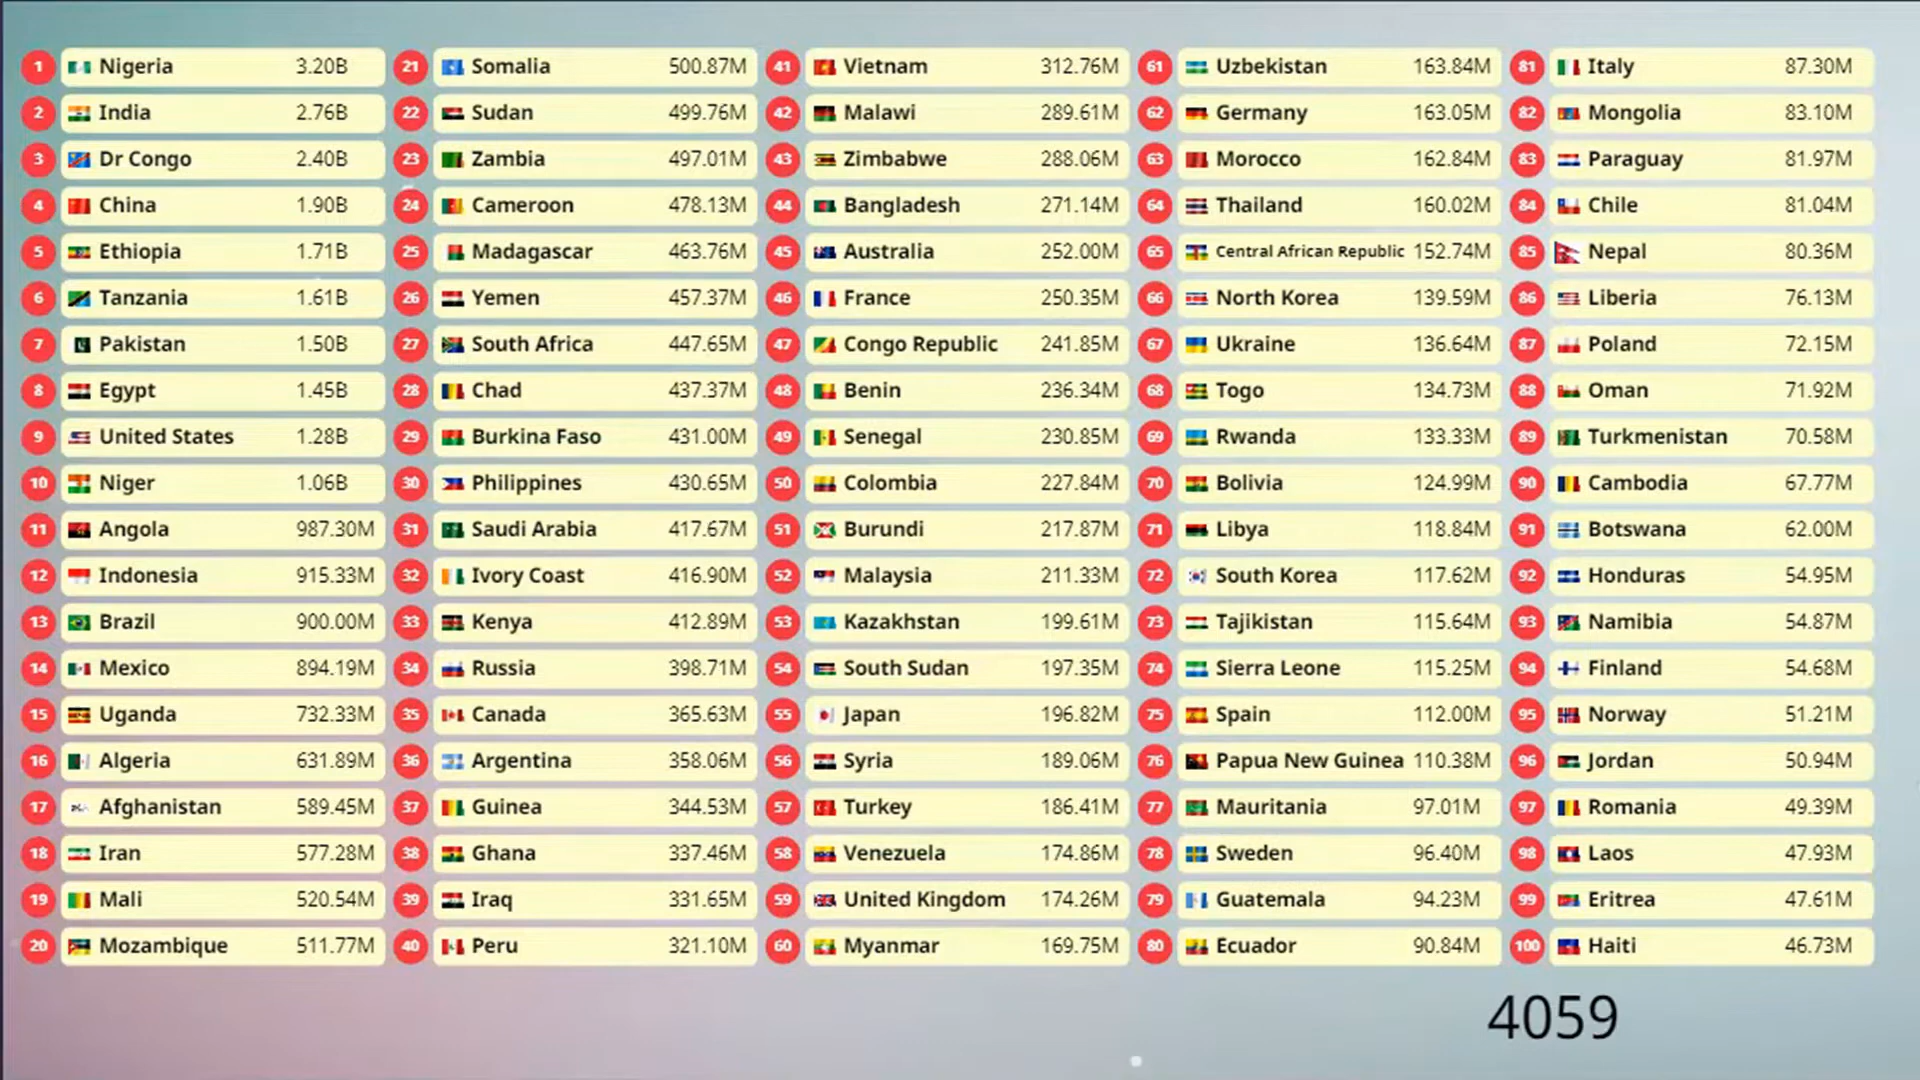 1 Nigeria 3.20B
2 India 2.76B
3 Dr Congo 2.40B
4 China 1.90B
5 Ethiopia 1.71B
6 Tanzania 1.61B
7 Pakistan 1.50B
8 Egypt 1.45B
9 United States 1.28B
10 Niger 1.06B
11 Angola 987.30M
12 Indonesia 915.33M
13 Brazil 900.00M
14 Mexico 894.19M
15 Uganda 732.33M
16 Algeria 631.89M
17 Afghanistan 589.45M
18 Iran 577.28M
19 Mali 520.54M
20 Mozambique 511.77M
21 Somalia 500.87M
22 Sudan 499.76M
23 Zambia 497.01M
24 Cameroon 478.13M
25 Madagascar 463.76M
26 Yemen 457.37M
27 South Africa 447.65M
28 Chad 437.37M
29 Burkina Faso 431.00M
30 Philippines 430.65M
31 Saudi Arabia 417.67M
32 Ivory Coast 416.90M
33 Kenya 412.89M
34 Russia 398.71M
35 Canada 365.63M
36 Argentina 358.06M
37 Guinea 344.53M
38 Ghana 337.46M
39 Iraq 331.65M
40 Peru 321.10M
41 Vietnam 312.76M
42 Malawi 289.61M
43 Zimbabwe 288.06M
44 Bangladesh 271.14M
45 Australia 252.00M
46 France 250.35M
47 Congo Republic 241.85M
48 Benin 236.34M
49 Senegal 230.85M
50 Colombia 227.84M
51 Burundi 217.87M
52 Malaysia 211.33M
53 Kazakhstan 199.61M
54 South Sudan 197.35M
55 Japan 196.82M
56 Syria 189.06M
57 Turkey 186.41M
58 Venezuela 174.86M
59 United Kingdom 174.26M
60 Myanmar 169.75M
61 Uzbekistan 163.84M
62 Germany 163.05M
63 Morocco 162.84M
64 Thailand 160.02M
65 Central African Republic 152.74M
66 North Korea 139.59M
67 Ukraine 136.64M
68 Togo 134.73M
69 Rwanda 133.33M
70 Bolivia 124.99M
71 Libya 118.84M
72 South Korea 117.62M
73 Tajikistan 115.64M
74 Sierra Leone 115.25M
75 Spain 112.00M
76 Papua New Guinea 110.38M
77 Mauritania 97.01M
78 Sweden 96.40M
79 Guatemala 94.23M
80 Ecuador 90.84M
81 Italy 87.30M
82 Mongolia 83.10M
83 Paraguay 81.97M
84 Chile 81.04M
85 Nepal 80.36M
86 Liberia 76.13M
87 Poland 72.15M
88 Oman 71.92M
89 Turkmenistan 70.58M
90 Cambodia 67.77M
91 Botswana 62.00M
92 Honduras 54.95M
93 Namibia 54.87M
94 Finland 54.68M
95 Norway 51.21M
96 Jordan 50.94M
97 Romania 49.39M
98 Laos 47.93M
99 Eritrea 47.61M
100 Haiti 46.73M
4059